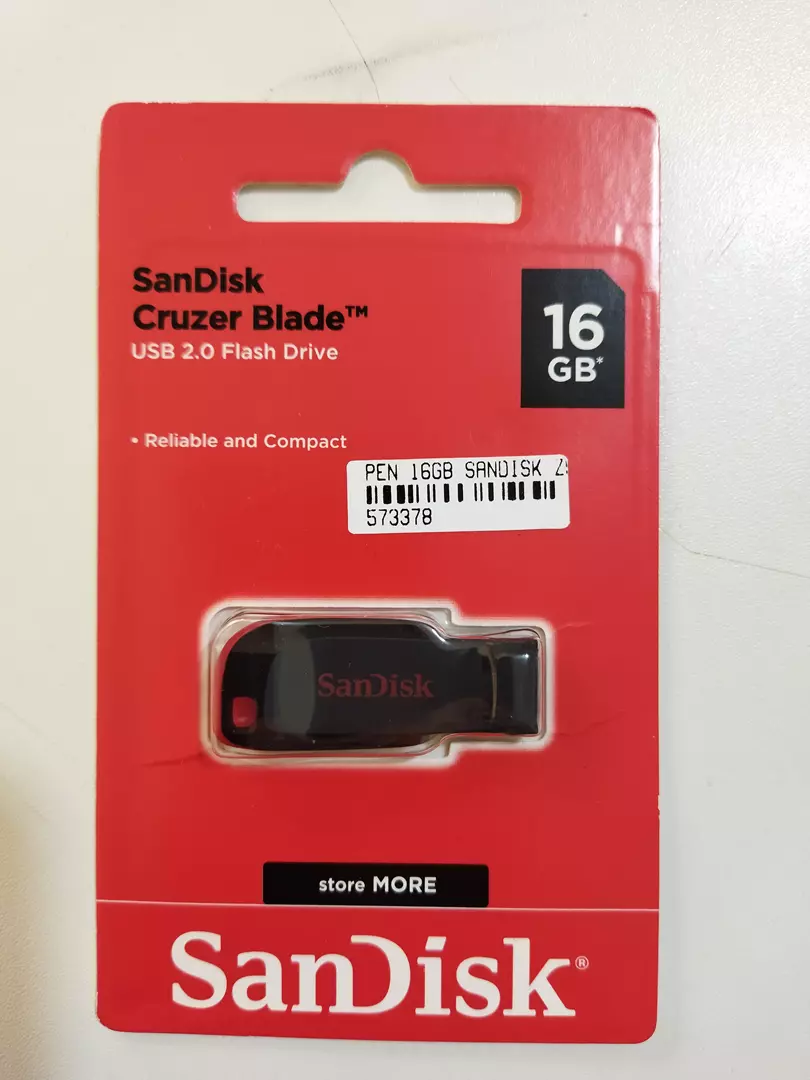 SanDisk
Cruzer Blade™
USB 2.0 Flash Drive
16
GB*
• Reliable and Compact
PEN 16GB SANDISK
573378
SanDisk
store MORE
SanDisk®